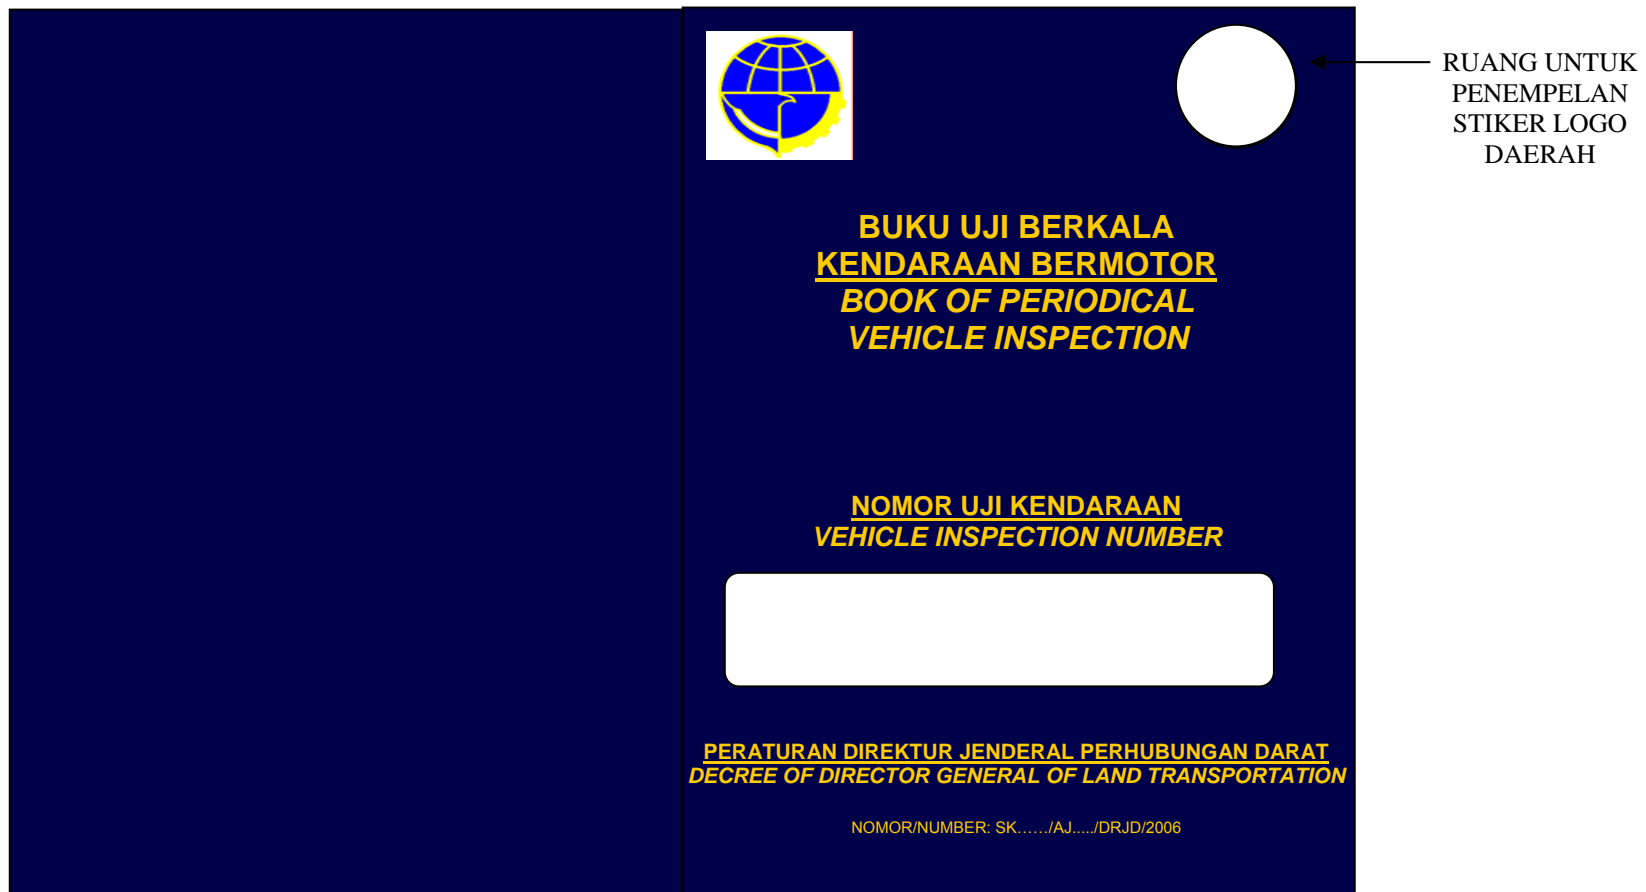 RUANG UNTUK
PENEMPELAN
STIKER LOGO
DAERAH
BUKU UJI BERKALA
KENDARAAN BERMOTOR
BOOK OF PERIODICAL
VEHICLE INSPECTION
NOMOR UJI KENDARAAN
VEHICLE INSPECTION NUMBER
PERATURAN DIREKTUR JENDERAL PERHUBUNGAN DARAT
DECREE OF DIRECTOR GENERAL OF LAND TRANSPORTATION
NOMOR/NUMBER: SK....../AJ...../DRJD/2006